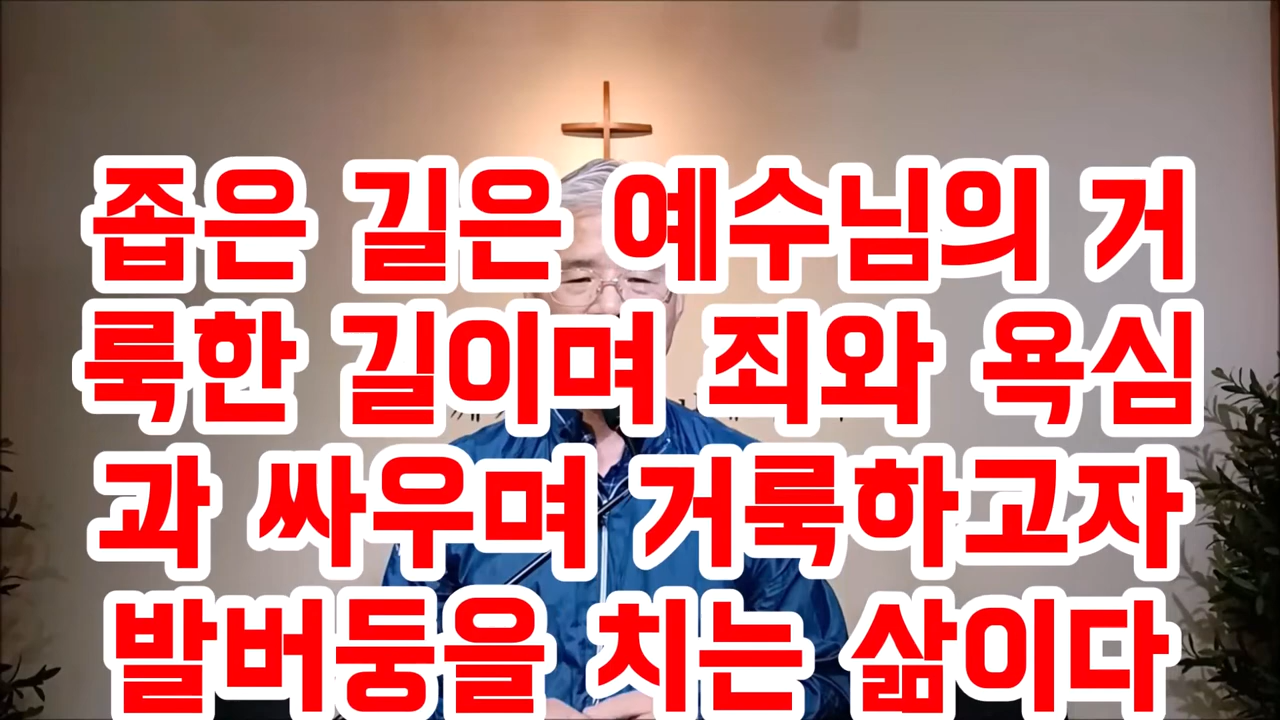 좁은 길은 예수님의 거
룩한 길이며 죄와 욕심
과 싸우며 거룩하고자
발버둥을 치는 삶이다